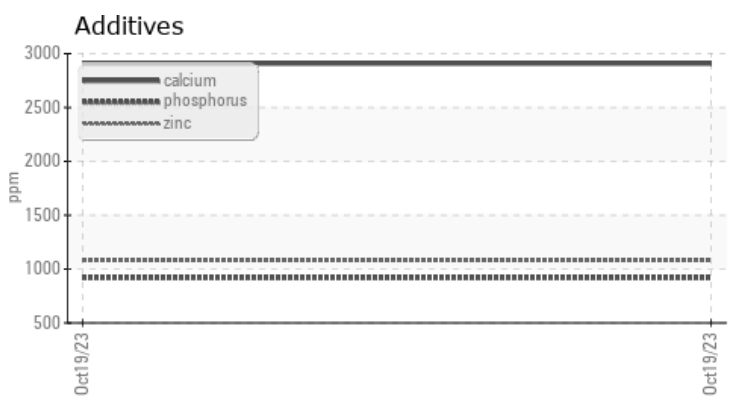 Additives
3000
2500
2000
1500
1000
500
ppm
calcium
phosphorus
zinc
Oct19/23
Oct19/23